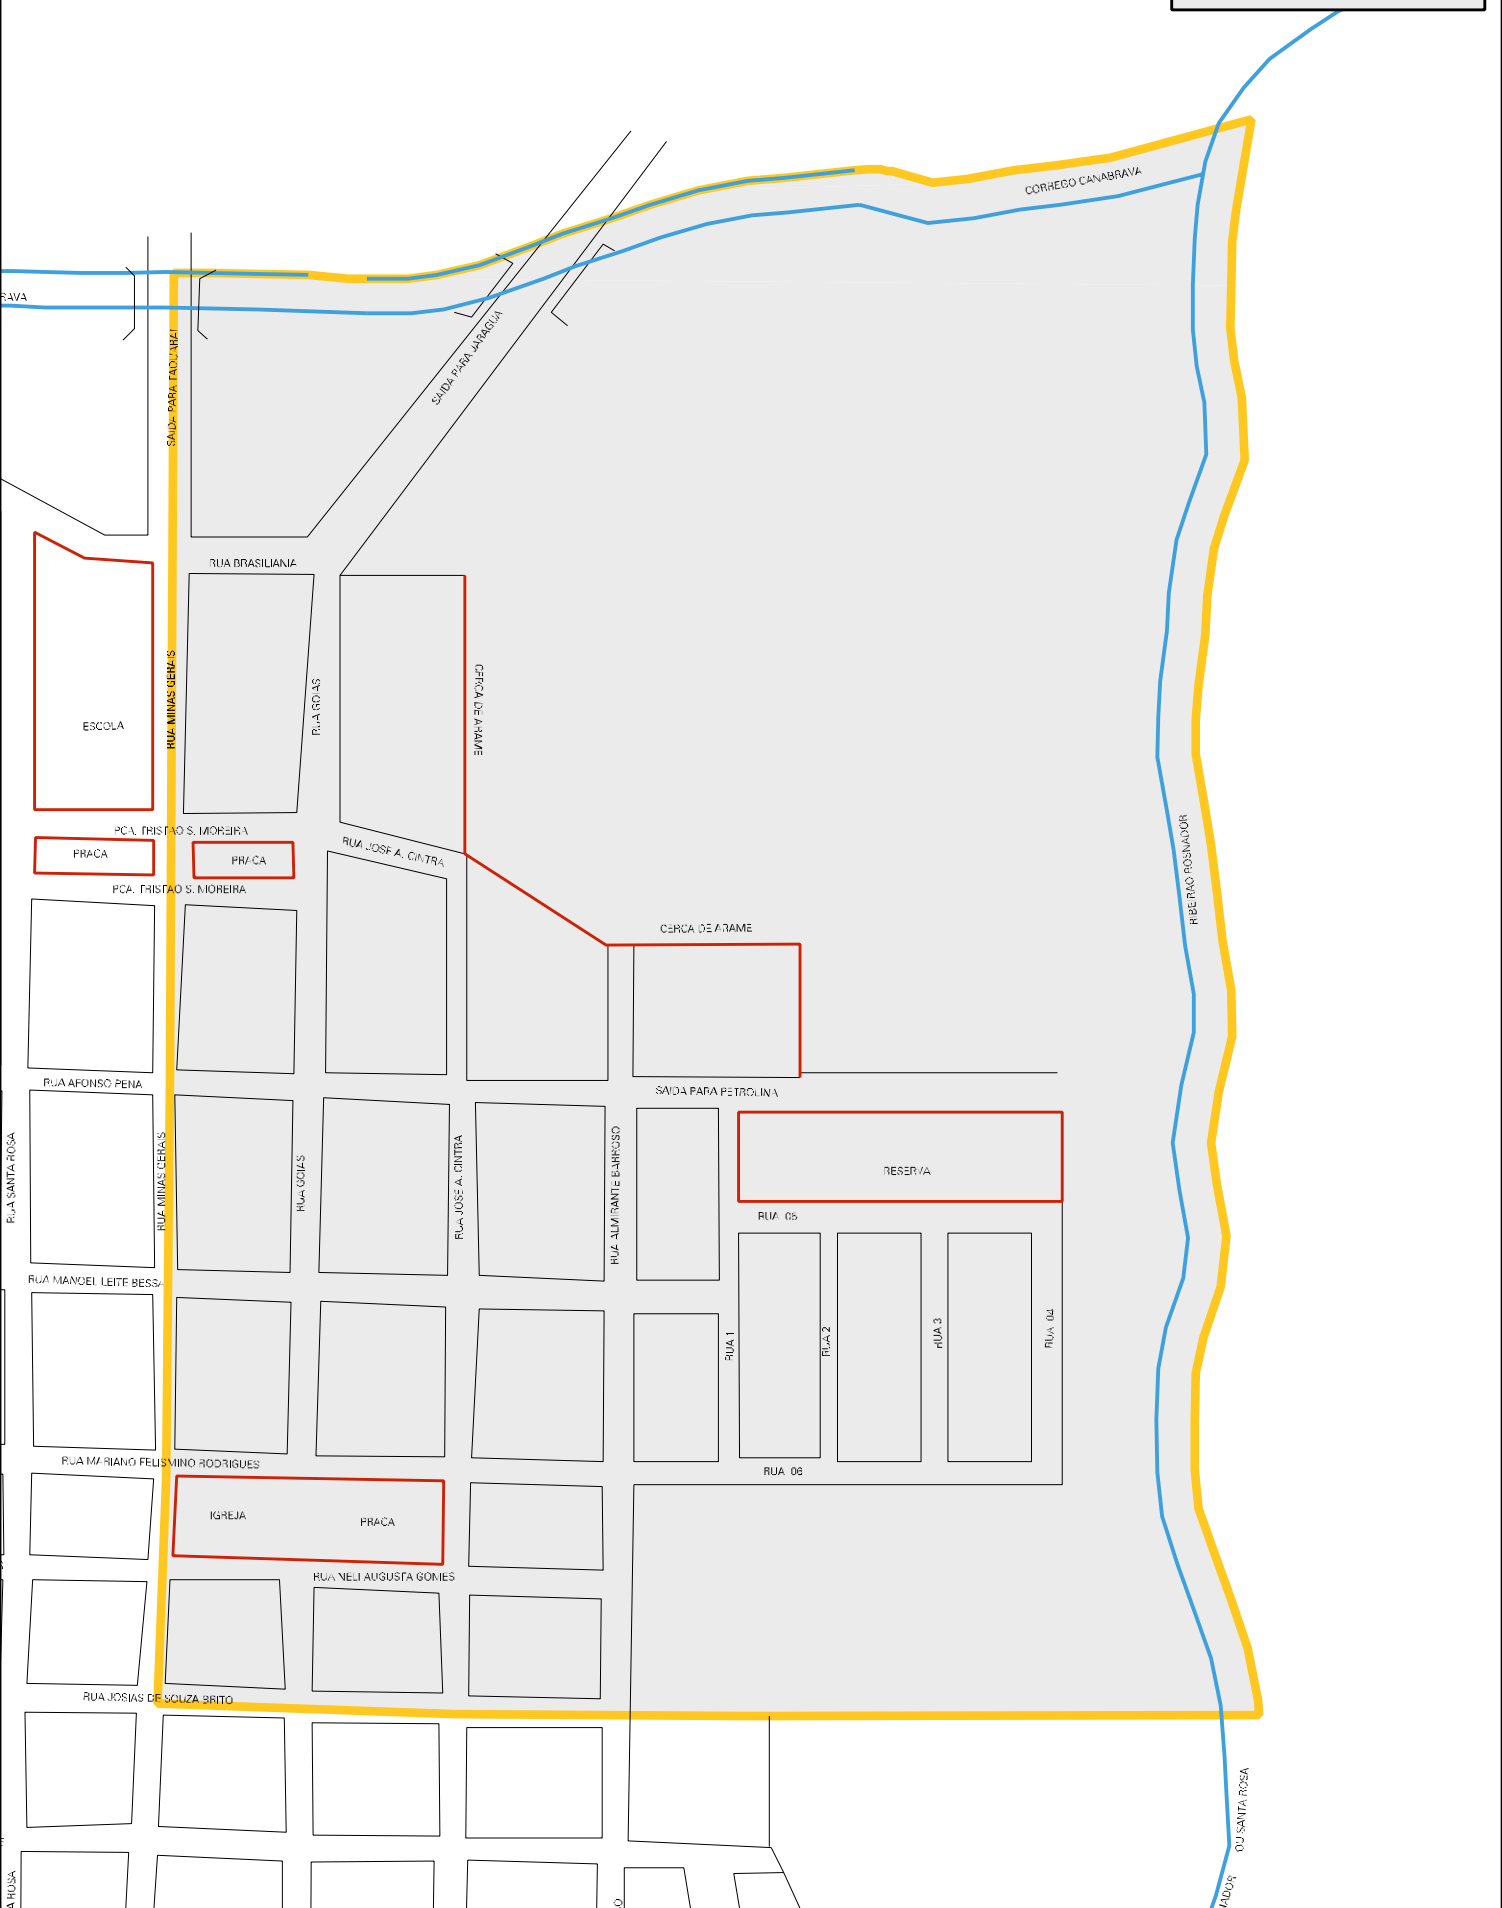 CORREGO CANABRAVA
RAVA
SAIDA PARA TAQUARAL
SAIDA PARA JARAGUA
RUA BRASILIANIA
RUA MINAS GERAIS
RUA GOIAS
CERCA DE ARAME
ESCOLA
PCA. TRISTAO S. MOREIRA
PRACA
PRACA
RUA JOSE A. CINTRA
PCA. TRISTAO S. MOREIRA
RIBEIRAO ROSNADOR
CERCA DE ARAME
RUA AFONSO PENA
SAIDA PARA PETROLINA
RUA SANTA ROSA
RUA MINAS GERAIS
RUA GOIAS
RUA JOSE A. CINTRA
RUA ALMIRANTE BARROSO
RESERVA
RUA 05
RUA MANOEL LEITE BESSA
RUA 1
RUA 2
RUA 3
RUA 04
RUA MARIANO FELISMINO RODRIGUES
RUA 06
IGREJA
PRACA
RUA NELI AUGUSTA GOMES
RUA JOSIAS DE SOUZA BRITO
OU SANTA ROSA
A ROSA
NADOR